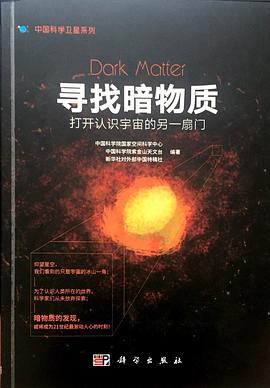 中国科学卫星系列
Dark Matter
寻找暗物质
打开认识宇宙的另一扇门
中国科学院国家空间科学中心
中国科学院紫金山天文台 编著
新华社对外部中国特稿社
仰望星空，
我们看到的只是宇宙的冰山一角；
为了认识人类所在的世界，
科学家们从未放弃探索；
暗物质的发现，
或将成为21世纪最激动人心的时刻！
科学出版社